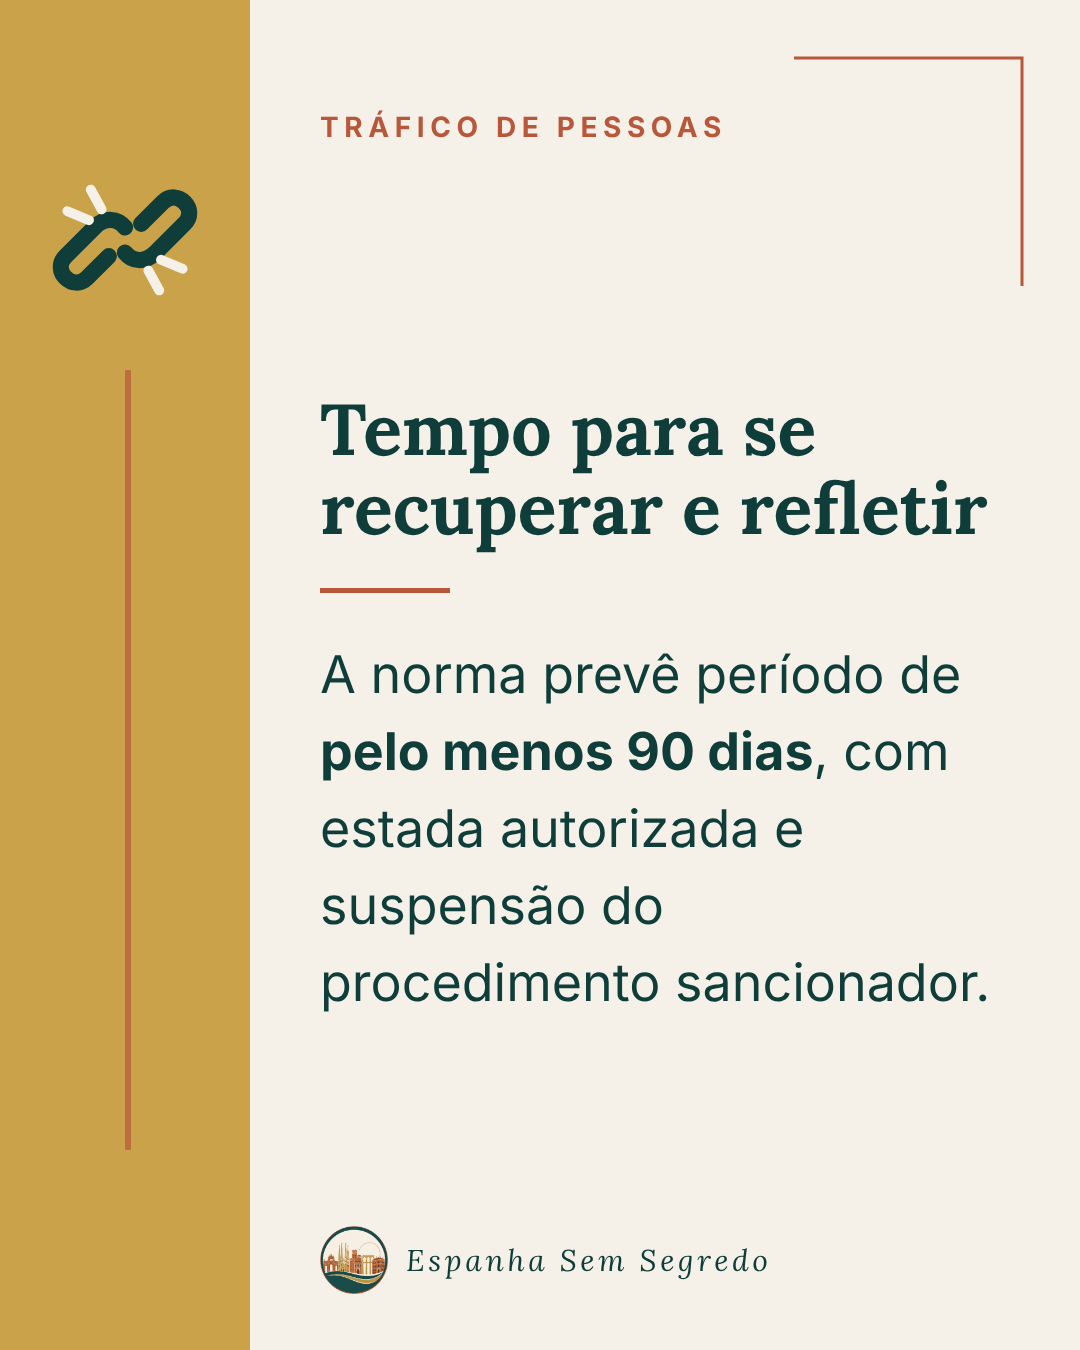 TRÁFICO DE PESSOAS
Tempo para se
recuperar e refletir
A norma prevê período de
pelo menos 90 dias, com
estada autorizada e
suspensão do
procedimento sancionador.
Espanha Sem Segredo